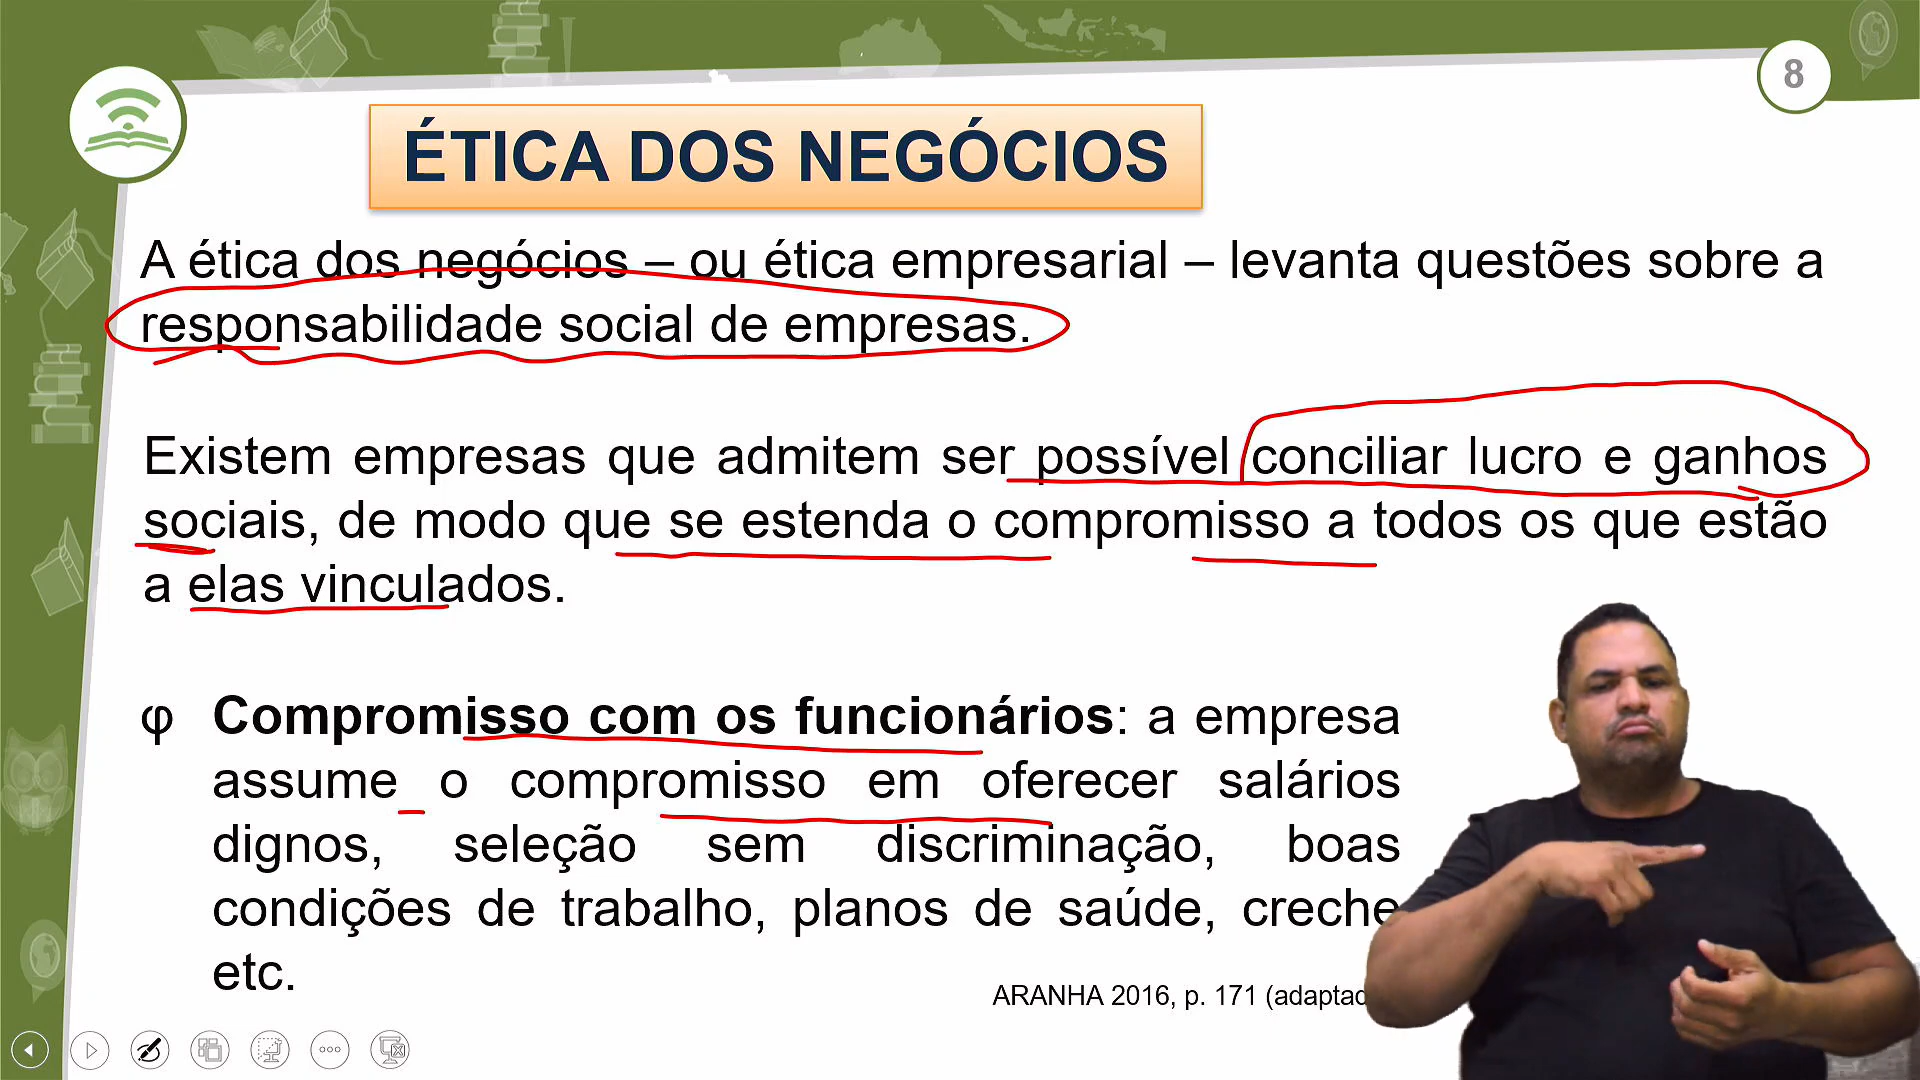 8
ÉTICA DOS NEGÓCIOS
A ética dos negócios – ou ética empresarial – levanta questões sobre a
responsabilidade social de empresas.
Existem empresas que admitem ser possível conciliar lucro e ganhos
sociais, de modo que se estenda o compromisso a todos os que estão
a elas vinculados.
φ Compromisso com os funcionários: a empresa
assume o compromisso em oferecer salários
dignos, seleção sem discriminação, boas
condições de trabalho, planos de saúde, creche
etc.
ARANHA 2016, p. 171